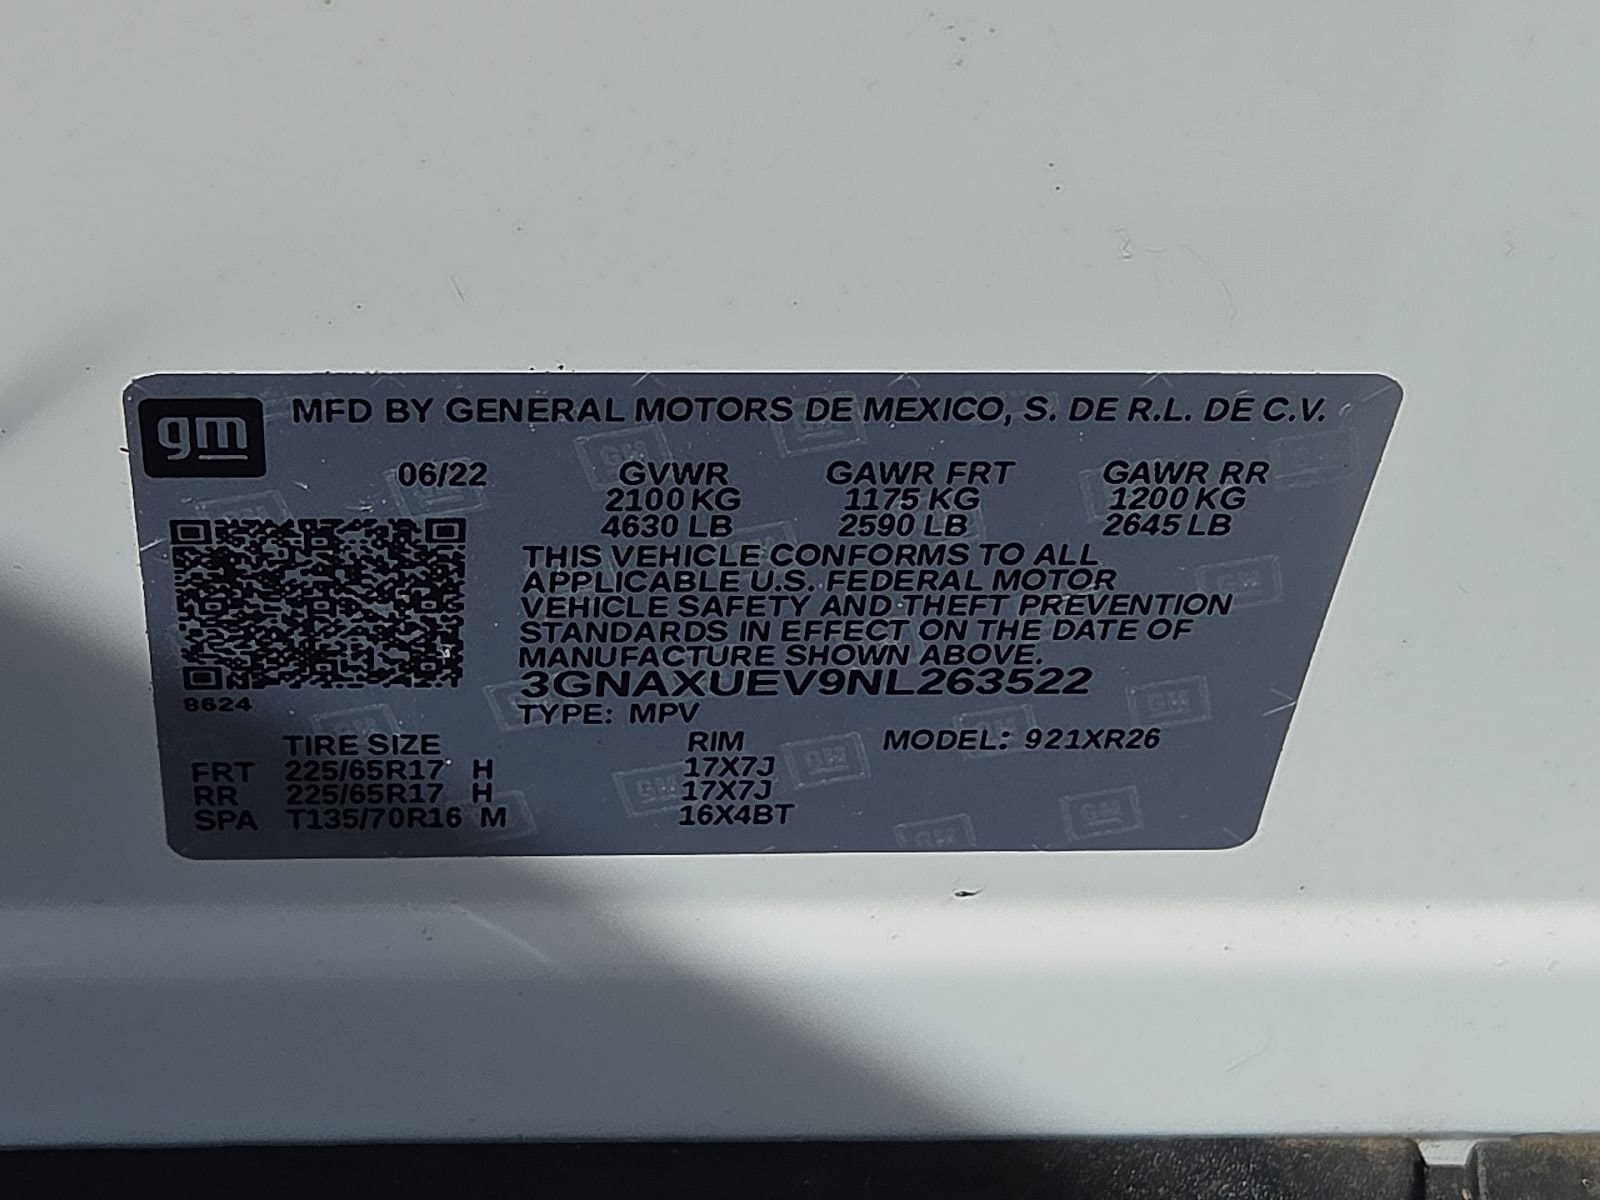 gm
MFD BY GENERAL MOTORS DE MEXICO, S. DE R.L. DE C.V.
06/22 GVWR GAWR FRT GAWR RR
2100 KG 1175 KG 1200 KG
4630 LB 2590 LB 2645 LB
THIS VEHICLE CONFORMS TO ALL
APPLICABLE U.S. FEDERAL MOTOR
VEHICLE SAFETY AND THEFT PREVENTION
STANDARDS IN EFFECT ON THE DATE OF
MANUFACTURE SHOWN ABOVE.
3GNAXUEV9NL263522
8624
TYPE: MPV
TIRE SIZE RIM MODEL: 921XR26
FRT 225/65R17 H 17X7J
RR 225/65R17 H 17X7J
SPA T135/70R16 M 16X4BT